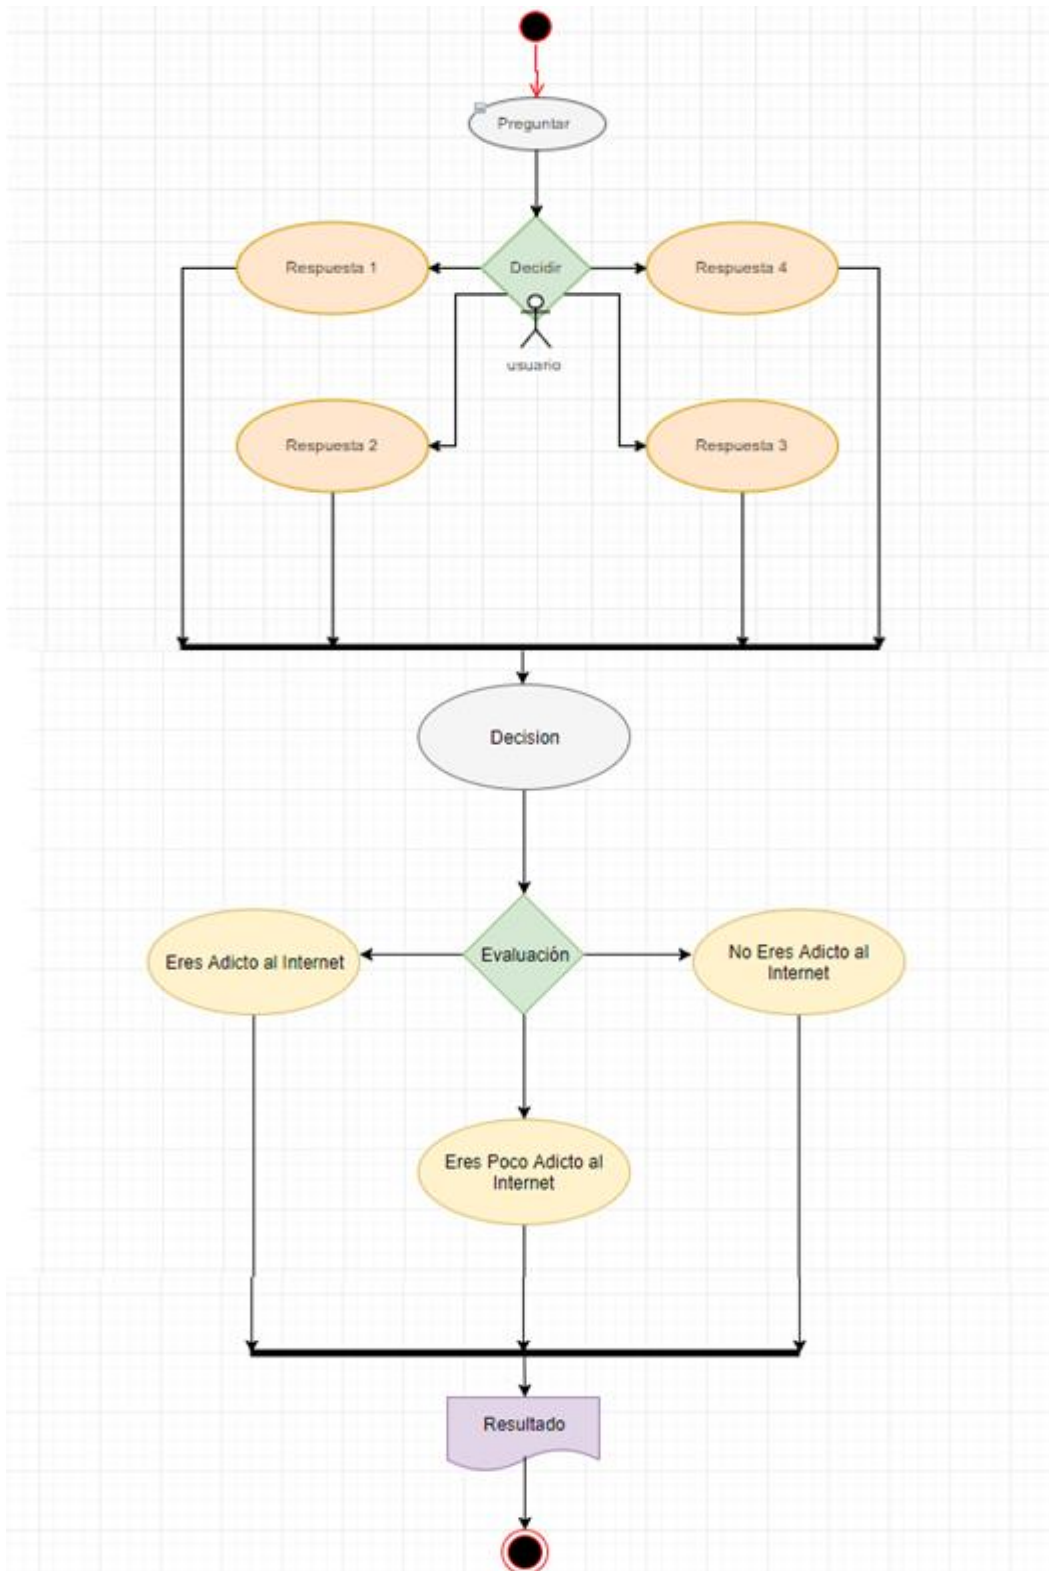 Preguntar
Respuesta 1
Decidir
Respuesta 4
usuario
Respuesta 2
Respuesta 3
Decision
Eres Adicto al Internet
Evaluación
No Eres Adicto al
Internet
Eres Poco Adicto al
Internet
Resultado